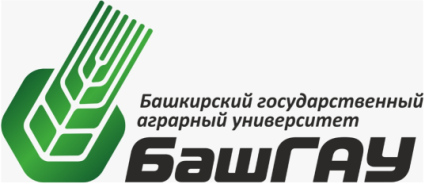 Башкирский государственный
аграрный университет
БашГАУ